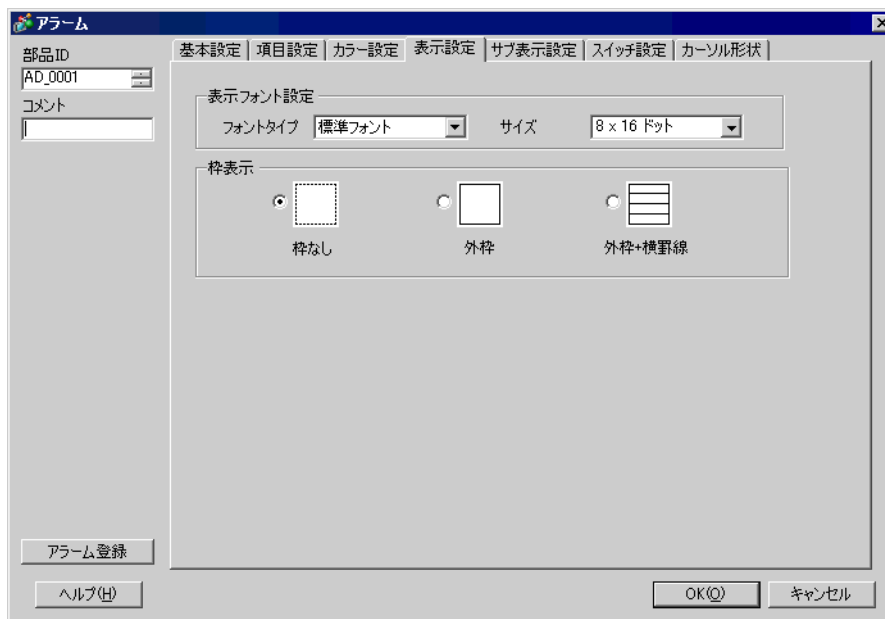 アラーム
部品ID
AD_0001
コメント
基本設定 項目設定 カラー設定 表示設定 サブ表示設定 スイッチ設定 カーソル形状
表示フォント設定
フォントタイプ 標準フォント サイズ 8 x 16 ドット
枠表示
枠なし 外枠 外枠+横罫線
アラーム登録
ヘルプ(H) OK(O) キャンセル